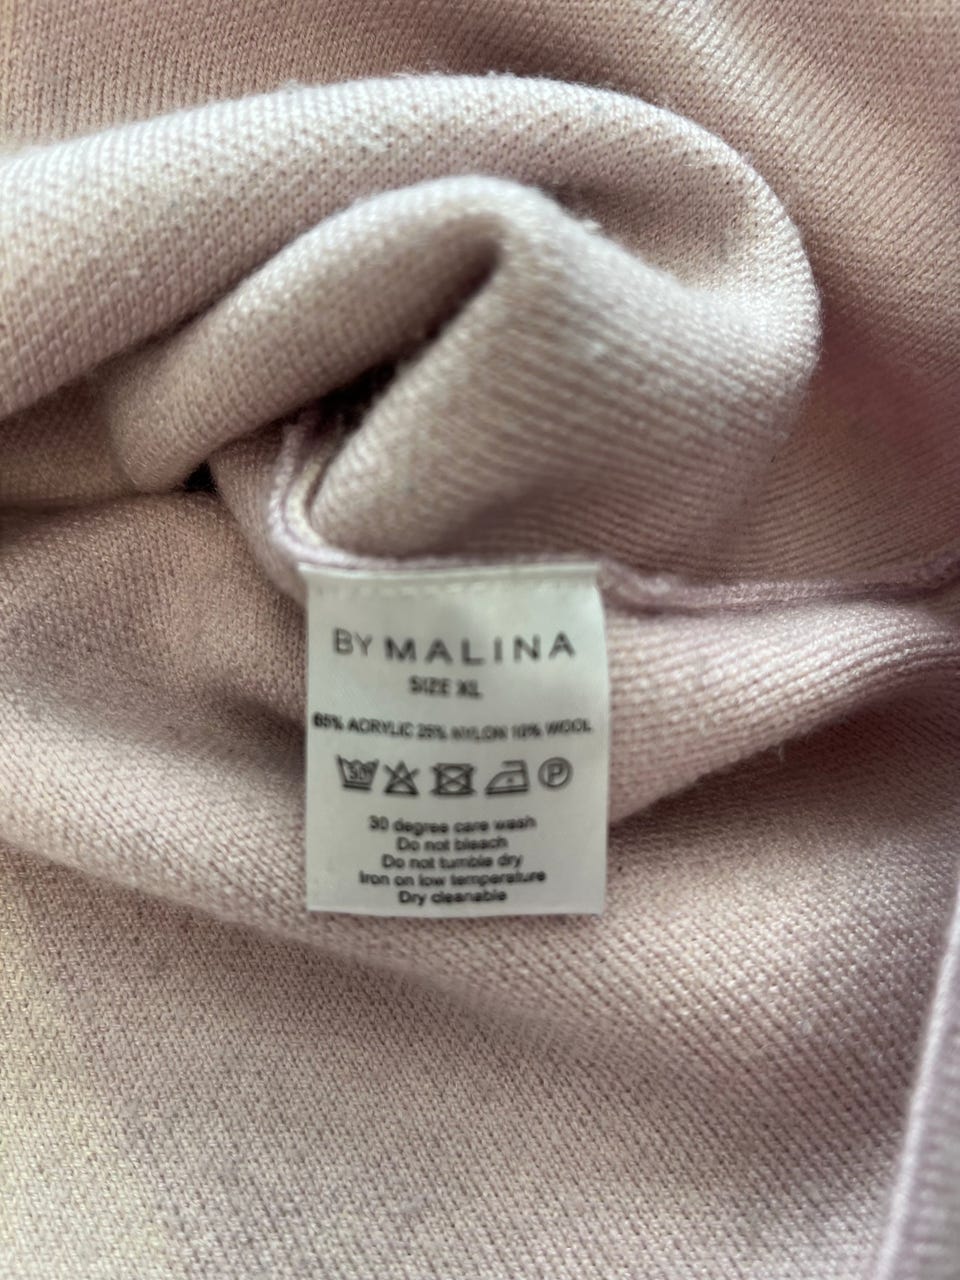 BY MALINA
SIZE XL
65% ACRYLIC 25% NYLON 10% WOOL
P
30 degree care wash
Do not bleach
Do not tumble dry
Iron on low temperature
Dry cleanable